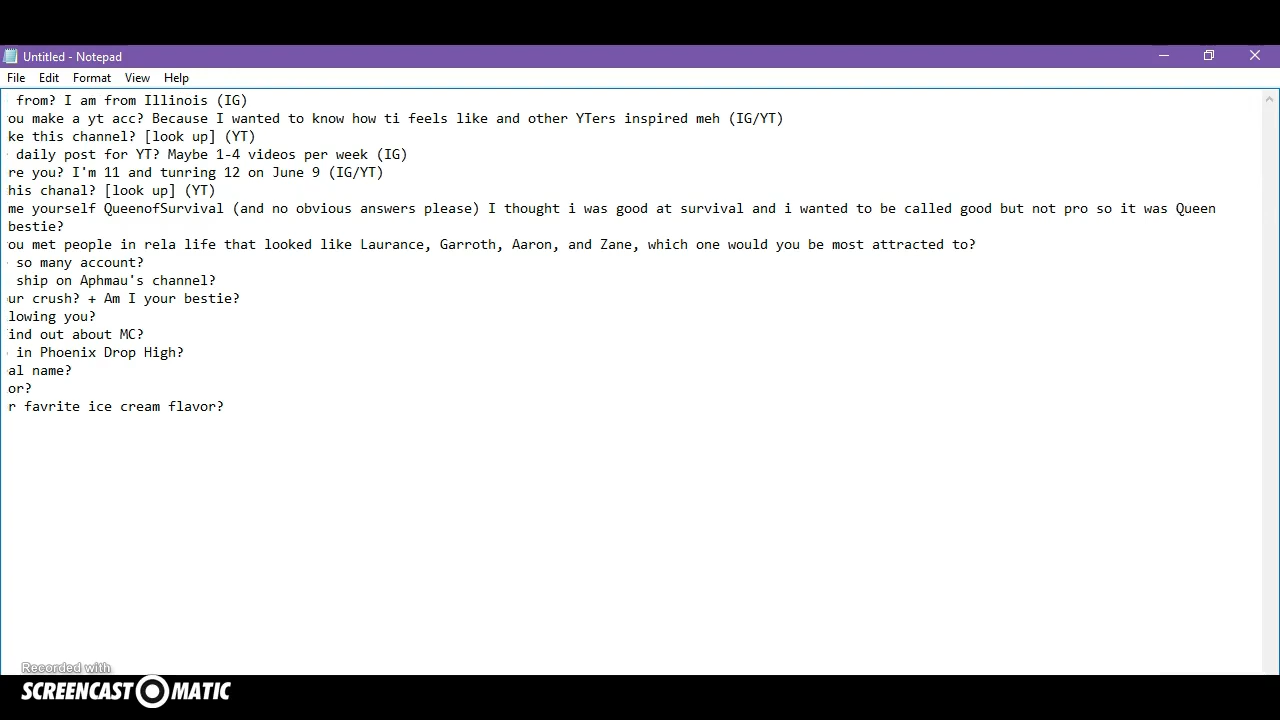 Untitled - Notepad
File Edit Format View Help
from? I am from Illinois (IG)
ou make a yt acc? Because I wanted to know how ti feels like and other YTers inspired meh (IG/YT)
ke this channel? [look up] (YT)
daily post for YT? Maybe 1-4 videos per week (IG)
re you? I'm 11 and tunring 12 on June 9 (IG/YT)
his chanal? [look up] (YT)
me yourself QueenofSurvival (and no obvious answers please) I thought i was good at survival and i wanted to be called good but not pro so it was Queen
bestie?
ou met people in rela life that looked like Laurance, Garroth, Aaron, and Zane, which one would you be most attracted to?
so many account?
ship on Aphmau's channel?
ur crush? + Am I your bestie?
lowing you?
ind out about MC?
in Phoenix Drop High?
al name?
or?
r favrite ice cream flavor?
Recorded with
SCREENCAST MATIC